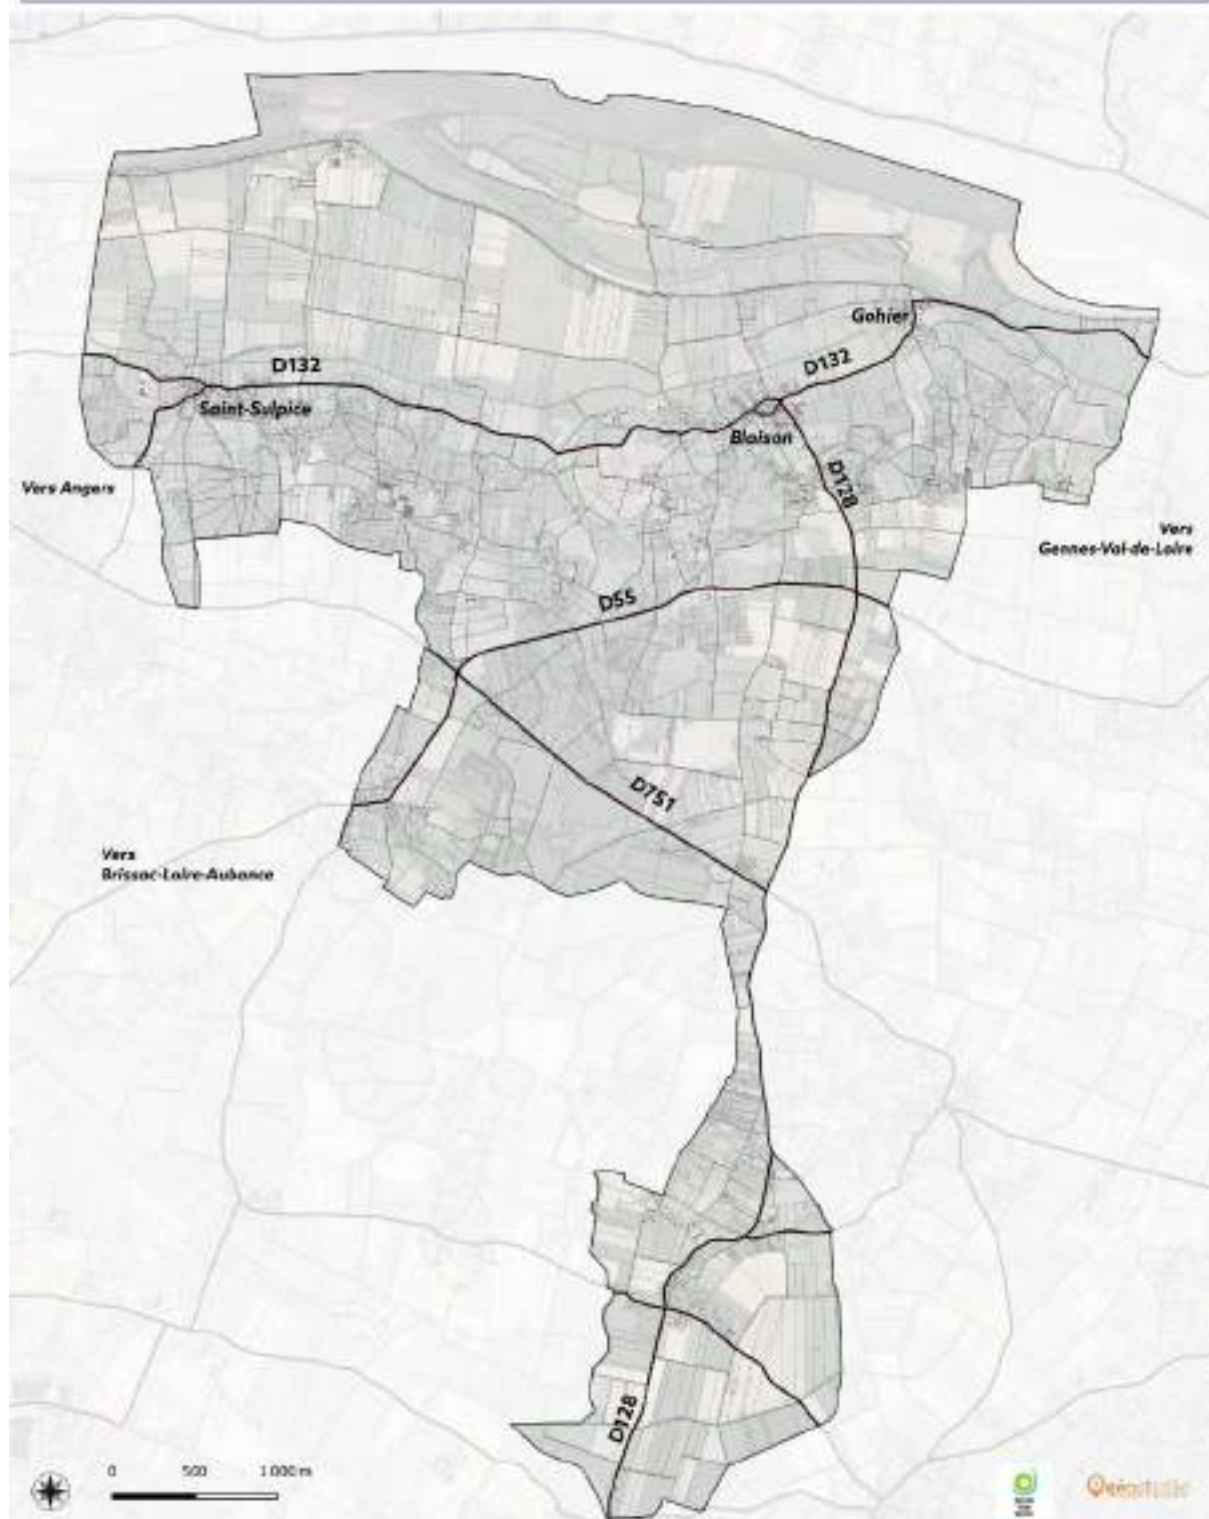 Gohier
D132
D132
Saint-Sulpice
Blaison
D128
Vers Angers
Vers
Gennes-Val-de-Loire
D55
D751
Vers
Brissac-Loire-Aubance
D128
0 500 1 000 m